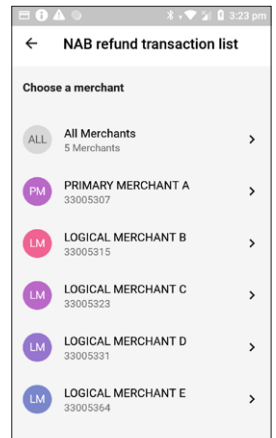 3:23 pm
NAB refund transaction list
Choose a merchant
ALL
All Merchants
5 Merchants
PM
PRIMARY MERCHANT A
33005307
LM
LOGICAL MERCHANT B
33005315
LM
LOGICAL MERCHANT C
33005323
LM
LOGICAL MERCHANT D
33005331
LM
LOGICAL MERCHANT E
33005364